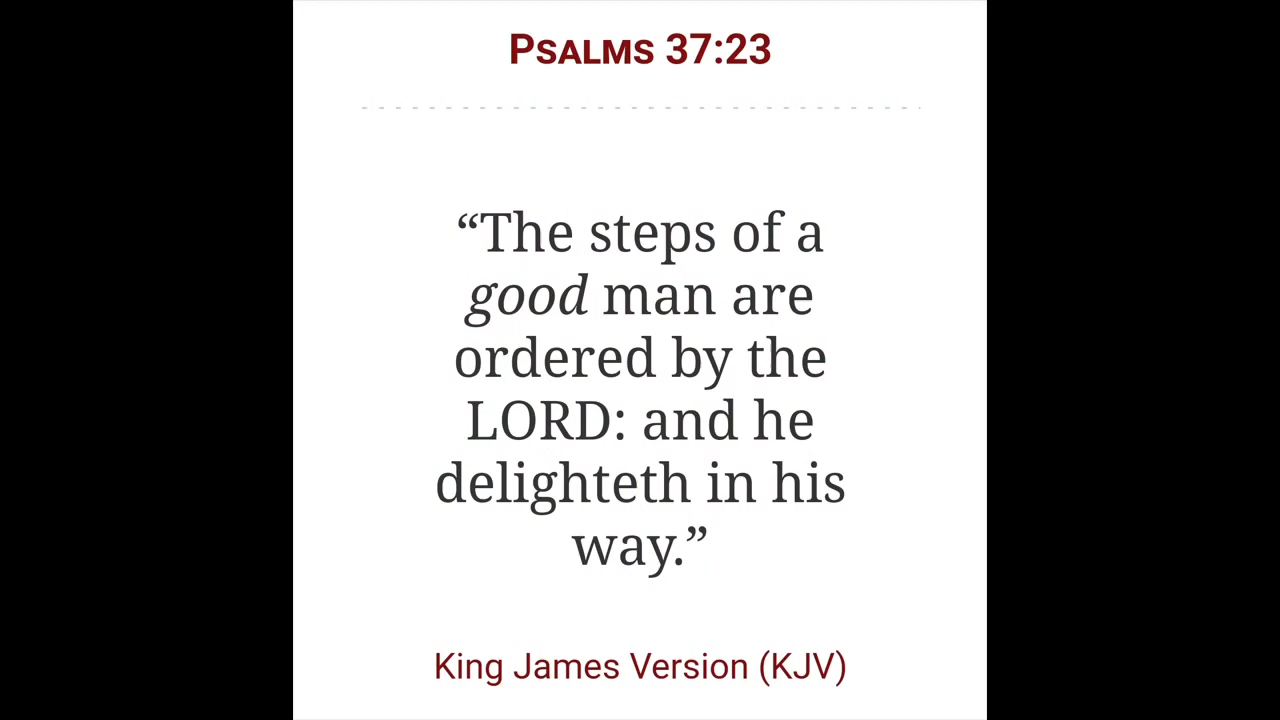 Psalms 37:23
“The steps of a
good man are
ordered by the
LORD: and he
delighteth in his
way.”
King James Version (KJV)